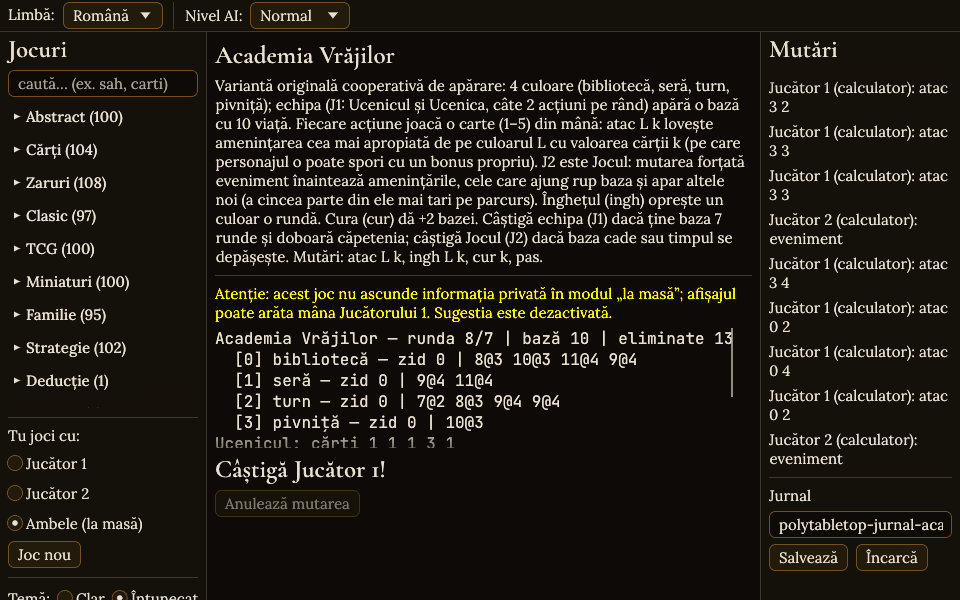 Limbă: Română ▼ Nivel AI: Normal ▼
Jocuri
caută... (ex. sah, carti)
▸ Abstract (100)
▸ Cărți (104)
▸ Zaruri (108)
▸ Clasic (97)
▸ TCG (100)
▸ Miniaturi (100)
▸ Familie (95)
▸ Strategie (102)
▸ Deducție (1)
Tu joci cu:
Jucător 1
Jucător 2
Ambele (la masă)
Joc nou
Temă: Clar Întunecat
Academia Vrăjilor
Variantă originală cooperativă de apărare: 4 culoare (bibliotecă, seră, turn,
pivniță); echipa (J1: Ucenicul și Ucenica, câte 2 acțiuni pe rând) apără o bază
cu 10 viață. Fiecare acțiune joacă o carte (1–5) din mână: atac L k lovește
amenințarea cea mai apropiată de pe culoarul L cu valoarea cărții k (pe care
personajul o poate spori cu un bonus propriu). J2 este Jocul: mutarea forțată
eveniment înaintează amenințările, cele care ajung rup baza și apar altele
noi (a cincea parte din ele mai tari pe parcurs). Înghețul (ingh) oprește un
culoar o rundă. Cura (cur) dă +2 bazei. Câștigă echipa (J1) dacă ține baza 7
runde și doboară căpetenia; câștigă Jocul (J2) dacă baza cade sau timpul se
depășește. Mutări: atac L k, ingh L k, cur k, pas.
Atenție: acest joc nu ascunde informația privată în modul „la masă”; afișajul
poate arăta mâna Jucătorului 1. Sugestia este dezactivată.
Academia Vrăjilor — runda 8/7 | bază 10 | eliminate 13
[0] bibliotecă — zid 0 | 8@3 10@3 11@4 9@4
[1] seră — zid 0 | 9@4 11@4
[2] turn — zid 0 | 7@2 8@3 9@4 9@4
[3] pivniță — zid 0 | 10@3
Ucenicul: cărți 1 1 1 3 1
Câștigă Jucător 1!
Anulează mutarea
Mutări
Jucător 1 (calculator): atac
3 2
Jucător 1 (calculator): atac
3 3
Jucător 1 (calculator): atac
3 3
Jucător 2 (calculator):
eveniment
Jucător 1 (calculator): atac
3 4
Jucător 1 (calculator): atac
0 2
Jucător 1 (calculator): atac
0 4
Jucător 1 (calculator): atac
0 2
Jucător 2 (calculator):
eveniment
Jurnal
polytabletop-jurnal-aca
Salvează Încarcă